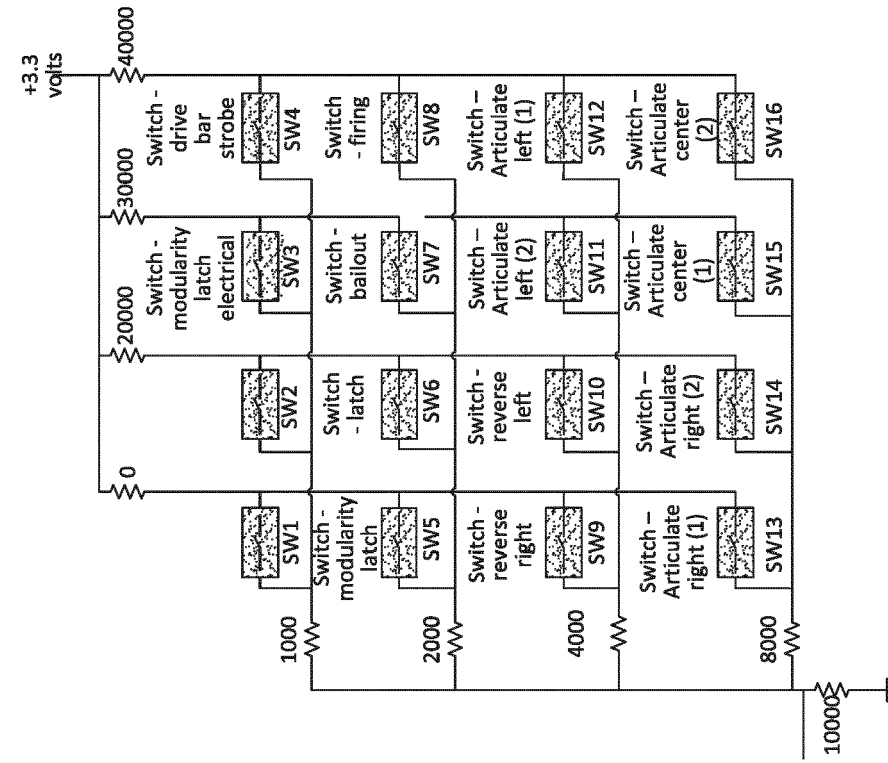 +3.3
volts
0
20000
30000
40000
Switch -
modularity
latch
electrical
Switch -
drive
bar
strobe
SW1
SW2
SW3
SW4
1000
Switch -
modularity
latch
Switch
- latch
Switch -
bailout
Switch
- firing
SW5
SW6
SW7
SW8
2000
Switch -
reverse
right
Switch -
reverse
left
Switch –
Articulate
left (2)
Switch –
Articulate
left (1)
SW9
SW10
SW11
SW12
4000
Switch –
Articulate
right (1)
Switch –
Articulate
right (2)
Switch –
Articulate
center
(1)
Switch –
Articulate
center
(2)
SW13
SW14
SW15
SW16
8000
10000